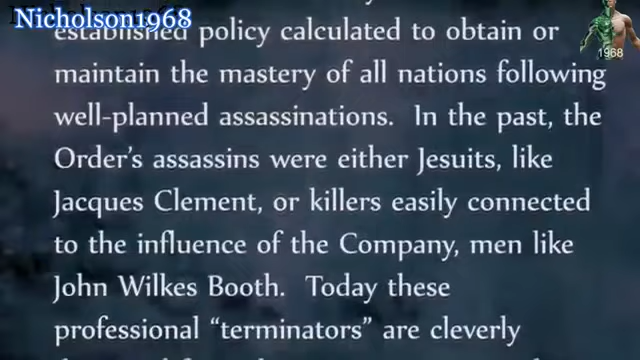 Nicholson1968
1968
established policy calculated to obtain or
maintain the mastery of all nations following
well-planned assassinations. In the past, the
Order's assassins were either Jesuits, like
Jacques Clement, or killers easily connected
to the influence of the Company, men like
John Wilkes Booth. Today these
professional “terminators” are cleverly